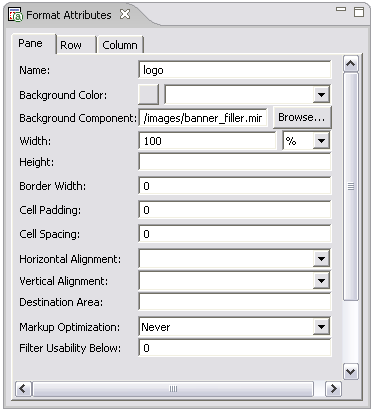 Format Attributes
Pane Row Column
Name: logo
Background Color:
Background Component: /images/banner_filler.mir Browse...
Width: 100 %
Height:
Border Width: 0
Cell Padding: 0
Cell Spacing: 0
Horizontal Alignment:
Vertical Alignment:
Destination Area:
Markup Optimization: Never
Filter Usability Below: 0